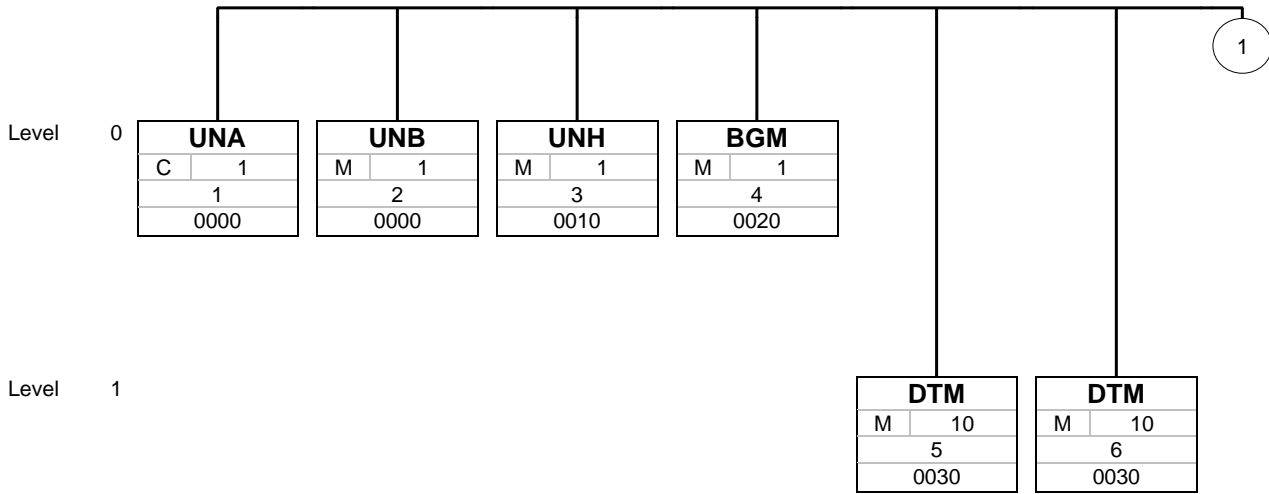 1
Level 0 UNA UNB UNH BGM
C 1 M 1 M 1 M 1
1 2 3 4
0000 0000 0010 0020
Level 1 DTM DTM
M 10 M 10
5 6
0030 0030